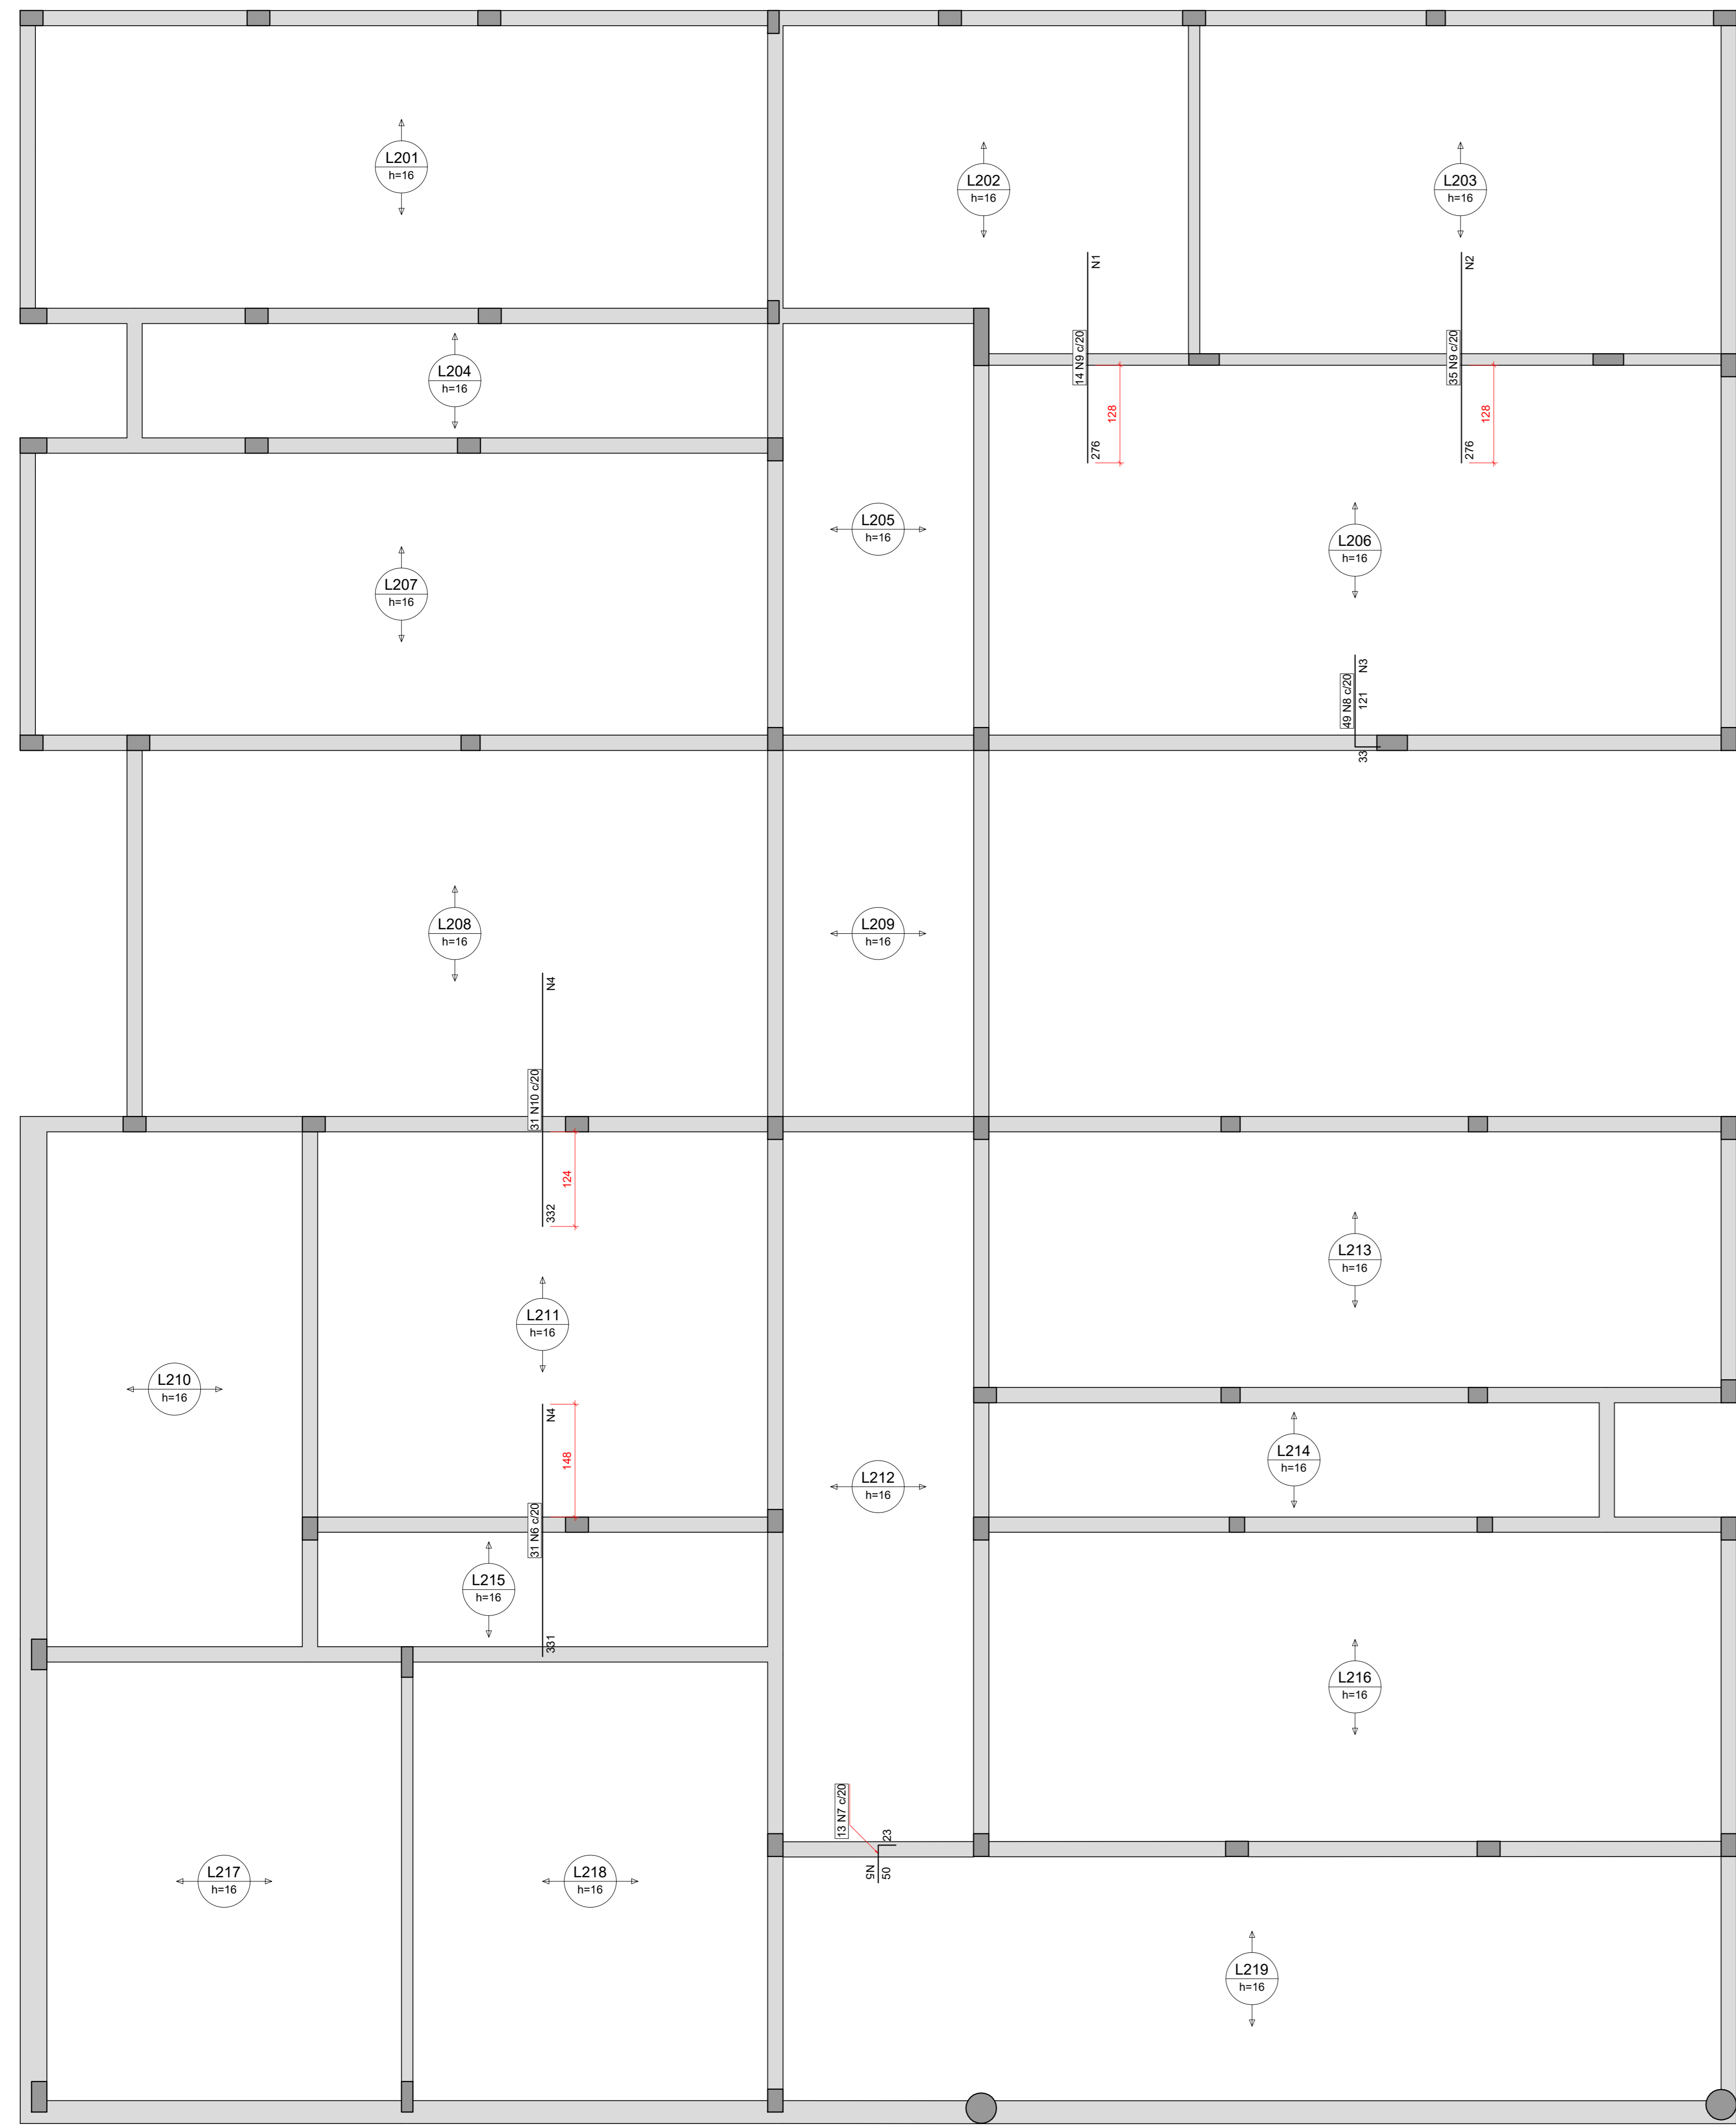 L201
h=16
L202
h=16
L203
h=16
N1
14 N9 c/20
128
276
N2
35 N9 c/20
128
276
L204
h=16
L205
h=16
L206
h=16
L207
h=16
N3
49 N8 c/20
121
33
L208
h=16
L209
h=16
N4
31 N10 c/20
124
332
L213
h=16
L211
h=16
L210
h=16
N4
148
31 N6 c/20
331
L214
h=16
L212
h=16
L215
h=16
L216
h=16
13 N7 c/20
23
N5
50
L217
h=16
L218
h=16
L219
h=16